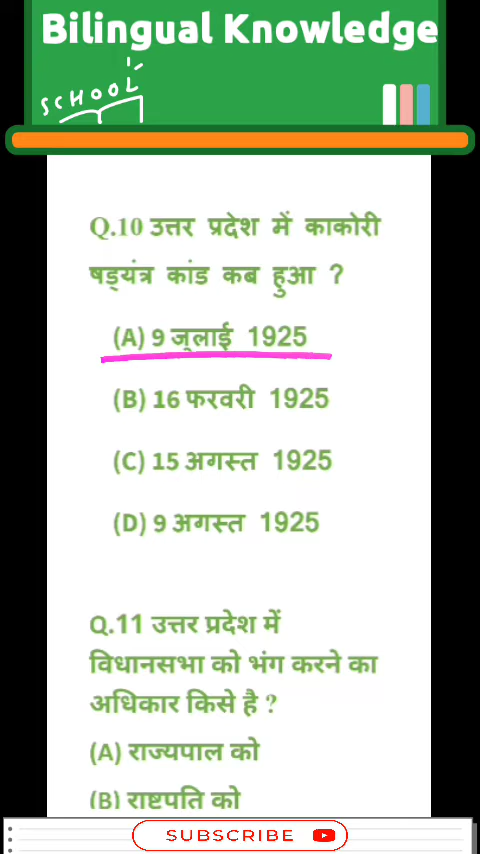 Bilingual Knowledge
SCHOOL
Q.10 उत्तर प्रदेश में काकोरी
षड्यंत्र कांड कब हुआ ?
(A) 9 जुलाई 1925
(B) 16 फरवरी 1925
(C) 15 अगस्त 1925
(D) 9 अगस्त 1925
Q.11 उत्तर प्रदेश में
विधानसभा को भंग करने का
अधिकार किसे है ?
(A) राज्यपाल को
(B) राष्टपति को
SUBSCRIBE